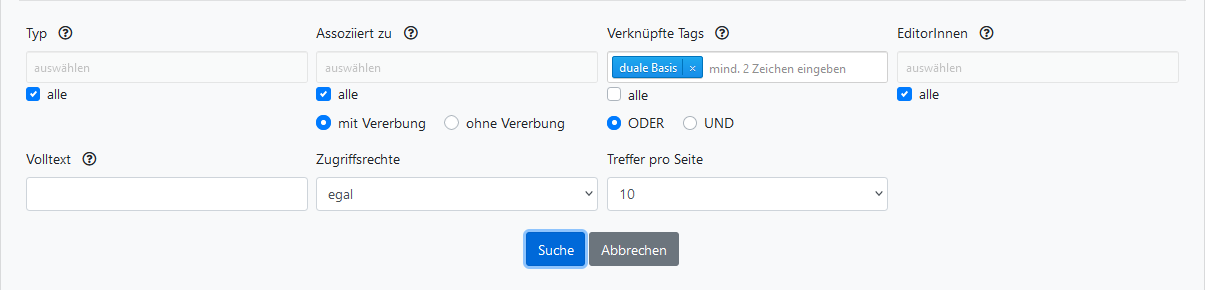 Typ Assoziiert zu Verknüpfte Tags EditorInnen
auswählen auswählen duale Basis × mind. 2 Zeichen eingeben auswählen
alle alle alle alle
mit Vererbung ohne Vererbung ODER UND
Volltext Zugriffsrechte Treffer pro Seite
egal 10
Suche Abbrechen